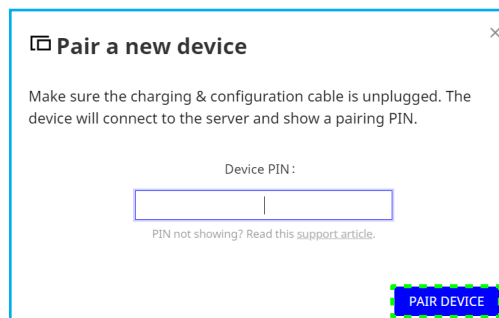 Pair a new device
Make sure the charging & configuration cable is unplugged. The
device will connect to the server and show a pairing PIN.
Device PIN:
PIN not showing? Read this support article.
PAIR DEVICE